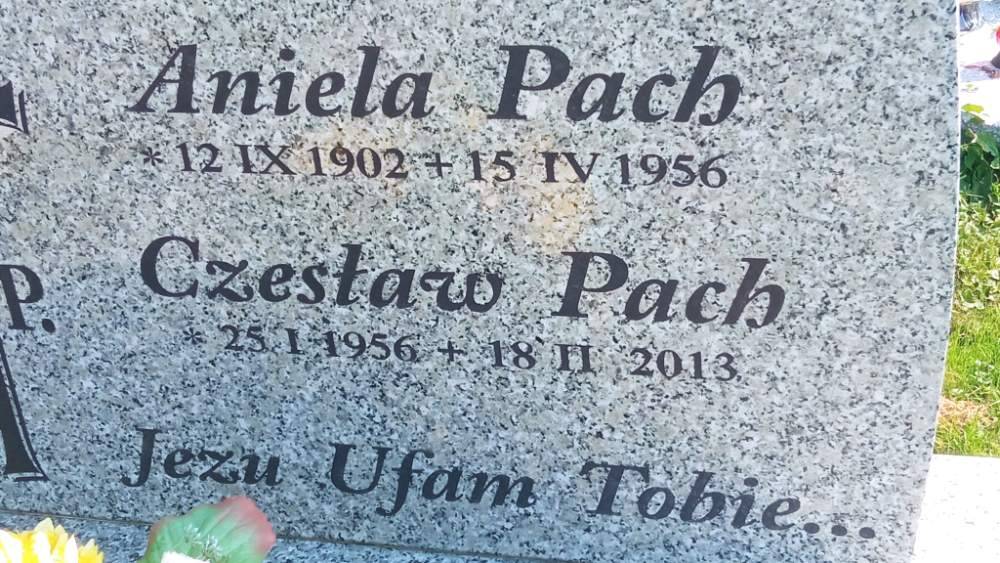 Aniela Pach
* 12 IX 1902 + 15 IV 1956
P.
Czesław Pach
* 25 I 1956 + 18 II 2013
Jezu Ufam Tobie...